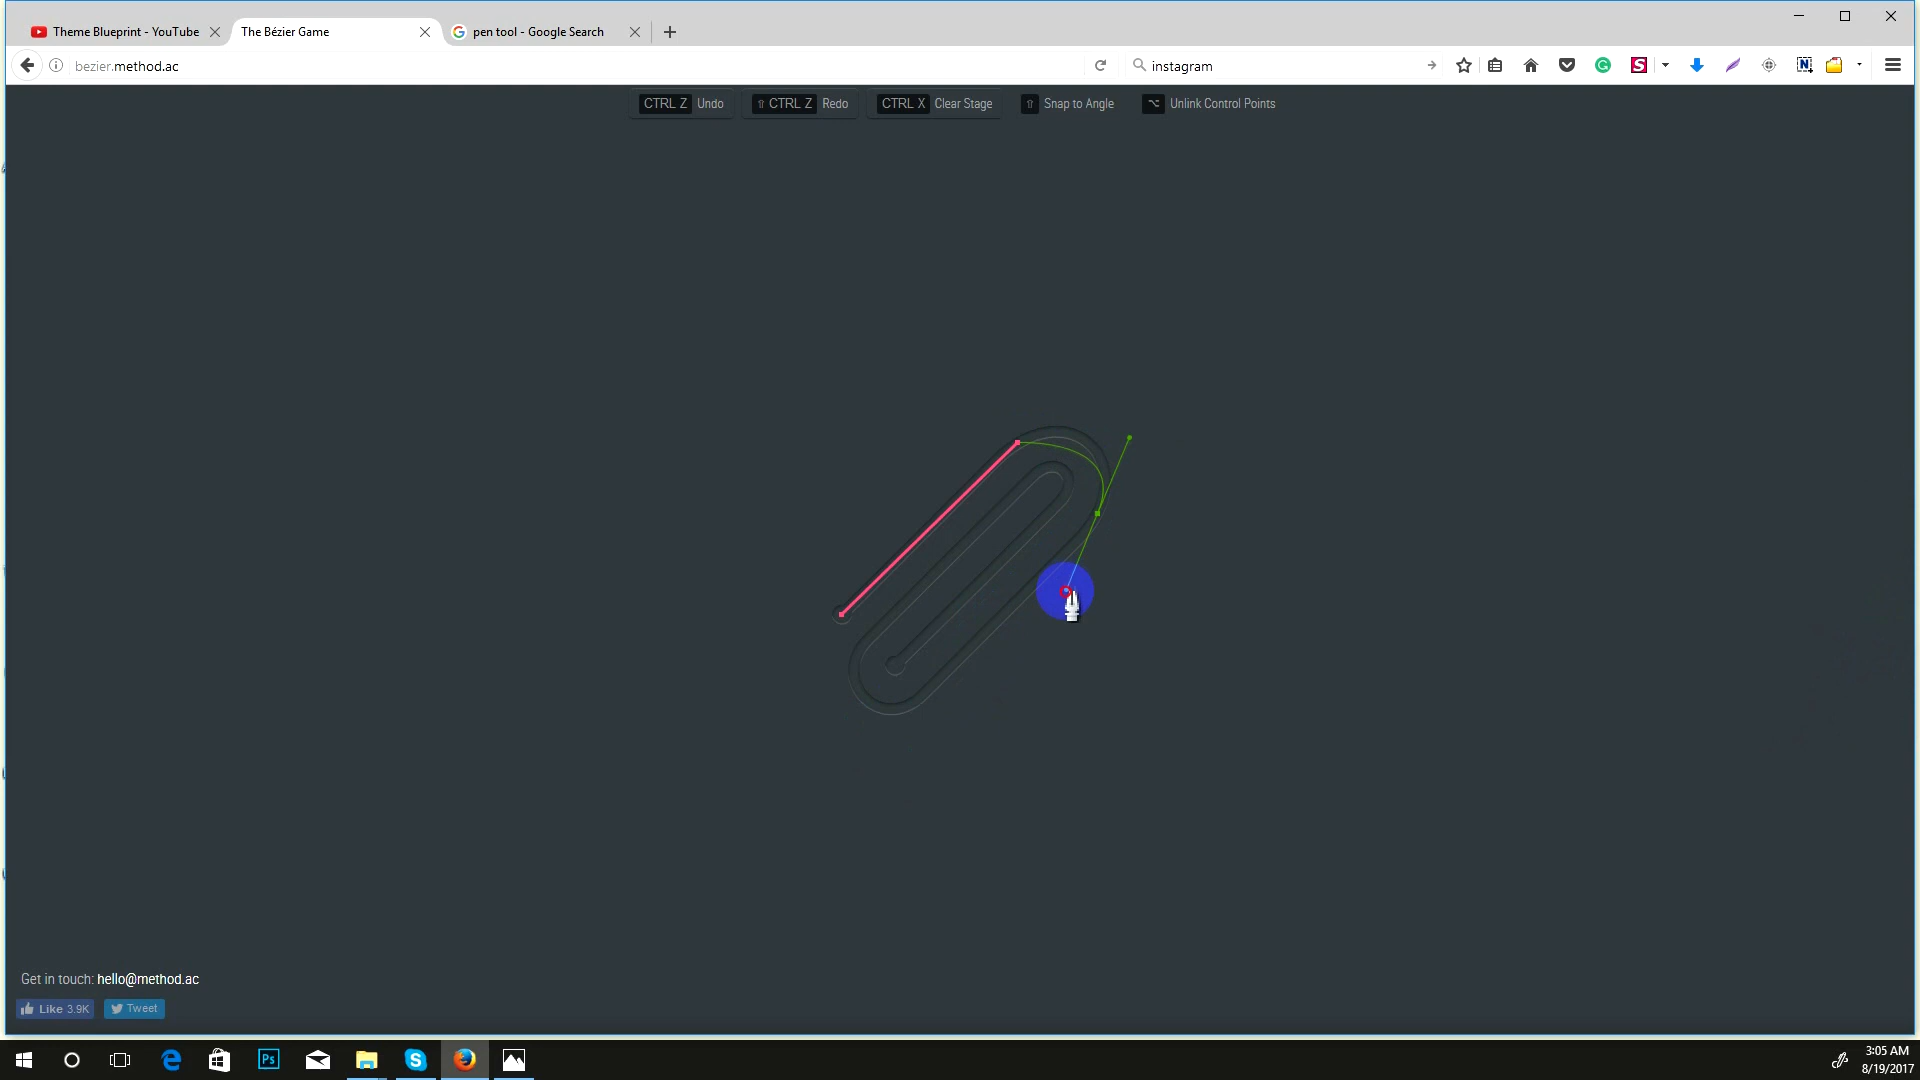 Theme Blueprint - YouTube
The Bézier Game
pen tool - Google Search
bezier.method.ac
instagram
CTRL Z Undo
⇧ CTRL Z Redo
CTRL X Clear Stage
⇧ Snap to Angle
⌥ Unlink Control Points
Get in touch: hello@method.ac
Like 3.9K
Tweet
Ps
3:05 AM
8/19/2017